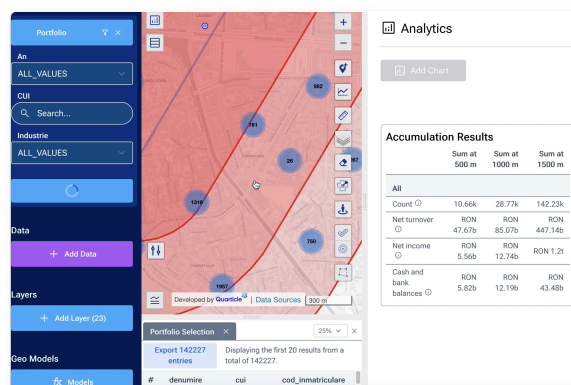 Portfolio
An
ALL_VALUES
CUI
Search...
Industrie
ALL_VALUES
Data
+ Add Data
Layers
+ Add Layer (23)
Geo Models
fx Models
982
761
26
1316
750
1957
Developed by Quarticle | Data Sources | 300 m
Portfolio Selection ×
25%
Export 142227
entries
Displaying the first 20 results from a
total of 142227.
# denumire cui cod_inmatriculare
Analytics
Add Chart
Accumulation Results
Sum at 500 m Sum at 1000 m Sum at 1500 m
All
Count 10.66k 28.77k 142.23k
Net turnover RON 47.67b RON 85.07b RON 447.14b
Net income RON 5.56b RON 12.74b RON 1.2t
Cash and bank balances RON 5.82b RON 12.19b RON 43.48b